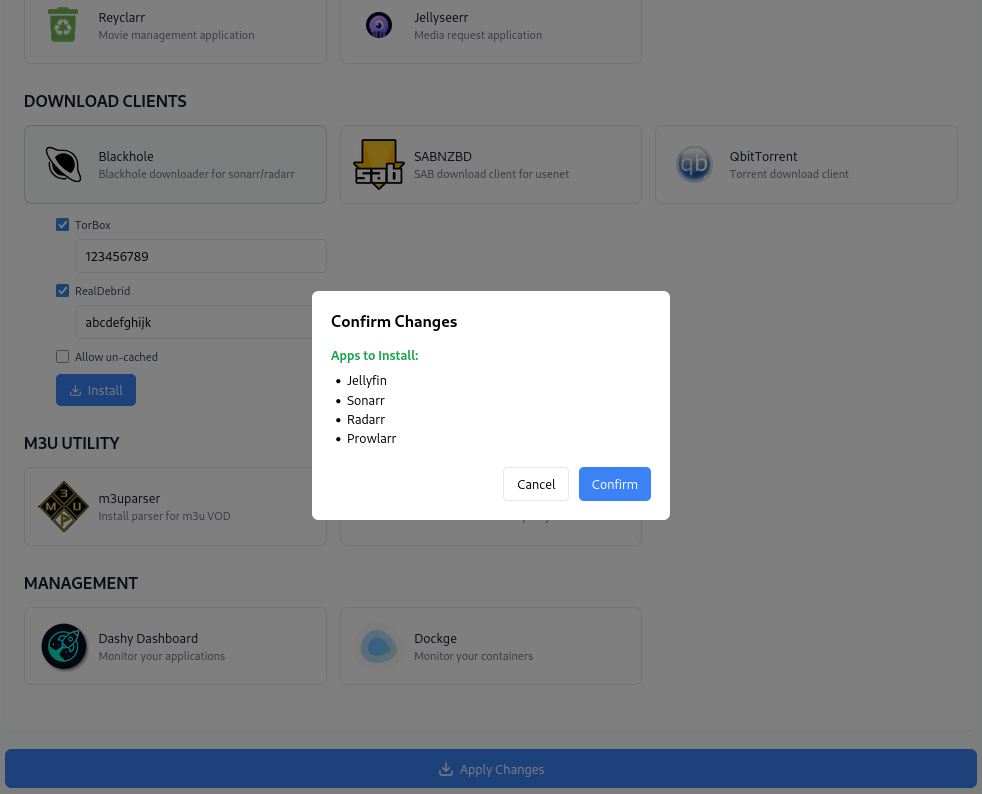 Reyclarr
Movie management application
Jellyseerr
Media request application
DOWNLOAD CLIENTS
Blackhole
Blackhole downloader for sonarr/radarr
sab
SABNZBD
SAB download client for usenet
qb
QbitTorrent
Torrent download client
TorBox
123456789
RealDebrid
abcdefghijk
Allow un-cached
Install
Confirm Changes
Apps to Install:
Jellyfin
Sonarr
Radarr
Prowlarr
Cancel
Confirm
M3U UTILITY
M3UP
m3uparser
Install parser for m3u VOD
MANAGEMENT
Dashy Dashboard
Monitor your applications
Dockge
Monitor your containers
Apply Changes